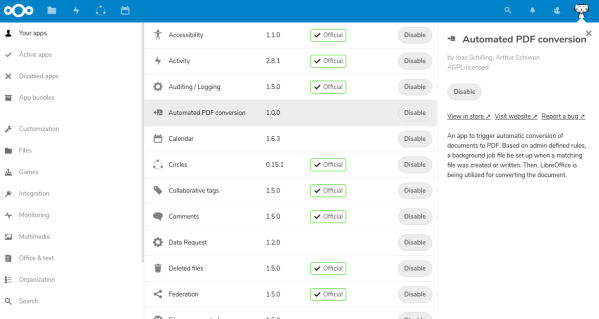 Your apps
Active apps
Disabled apps
App bundles
Customization
Files
Games
Integration
Monitoring
Multimedia
Office & text
Organization
Search
Accessibility 1.1.0 Official Disable
Activity 2.8.1 Official Disable
Auditing / Logging 1.5.0 Official Disable
Automated PDF conversion 1.0.0 Disable
Calendar 1.6.3 Disable
Circles 0.15.1 Official Disable
Collaborative tags 1.5.0 Official Disable
Comments 1.5.0 Official Disable
Data Request 1.2.0 Disable
Deleted files 1.5.0 Official Disable
Federation 1.5.0 Official Disable
Automated PDF conversion
by Joas Schilling, Arthur Schiwon
AGPL-licensed
Disable
View in store ↗ Visit website ↗ Report a bug ↗
An app to trigger automatic conversion of
documents to PDF. Based on admin defined rules,
a background job file be set up when a matching
file was created or written. Then, LibreOffice is
being utilized for converting the document.